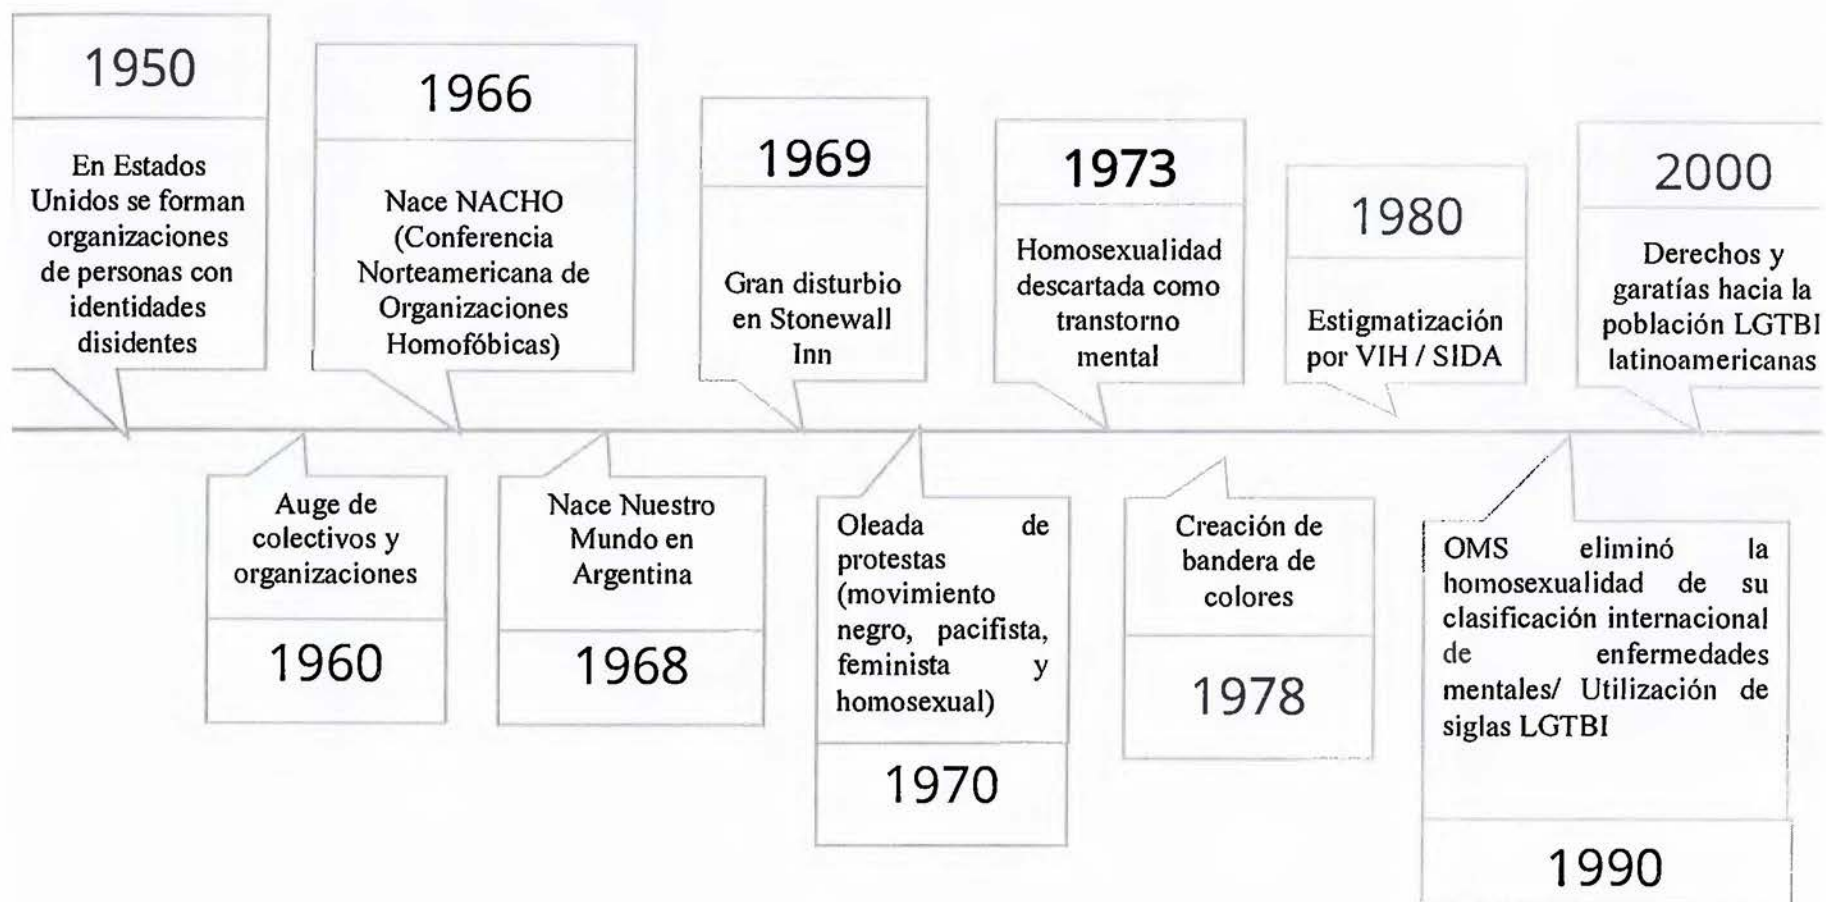 1950
En Estados
Unidos se forman
organizaciones
de personas con
identidades
disidentes
1966
Nace NACHO
(Conferencia
Norteamericana de
Organizaciones
Homofóbicas)
1969
Gran disturbio
en Stonewall
Inn
1973
Homosexualidad
descartada como
transtorno
mental
1980
Estigmatización
por VIH / SIDA
2000
Derechos y
garatías hacia la
población LGTBI
latinoamericanas
Auge de
colectivos y
organizaciones
1960
Nace Nuestro
Mundo en
Argentina
1968
Oleada de
protestas
(movimiento
negro, pacifista,
feminista y
homosexual)
1970
Creación de
bandera de
colores
1978
OMS eliminó la
homosexualidad de su
clasificación internacional
de enfermedades
mentales/ Utilización de
siglas LGTBI
1990